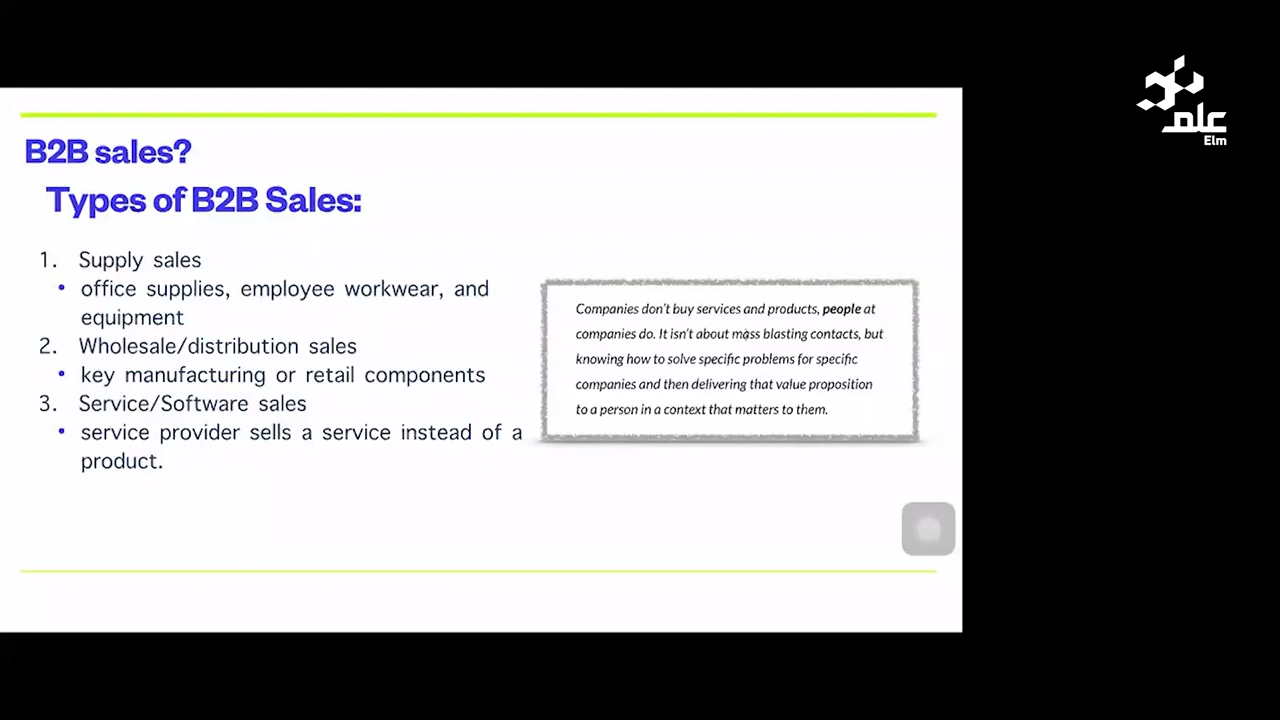 B2B sales?
Types of B2B Sales:
1. Supply sales
• office supplies, employee workwear, and
equipment
2. Wholesale/distribution sales
• key manufacturing or retail components
3. Service/Software sales
• service provider sells a service instead of a
product.
Companies don't buy services and products, people at
companies do. It isn't about mass blasting contacts, but
knowing how to solve specific problems for specific
companies and then delivering that value proposition
to a person in a context that matters to them.
علم
Elm